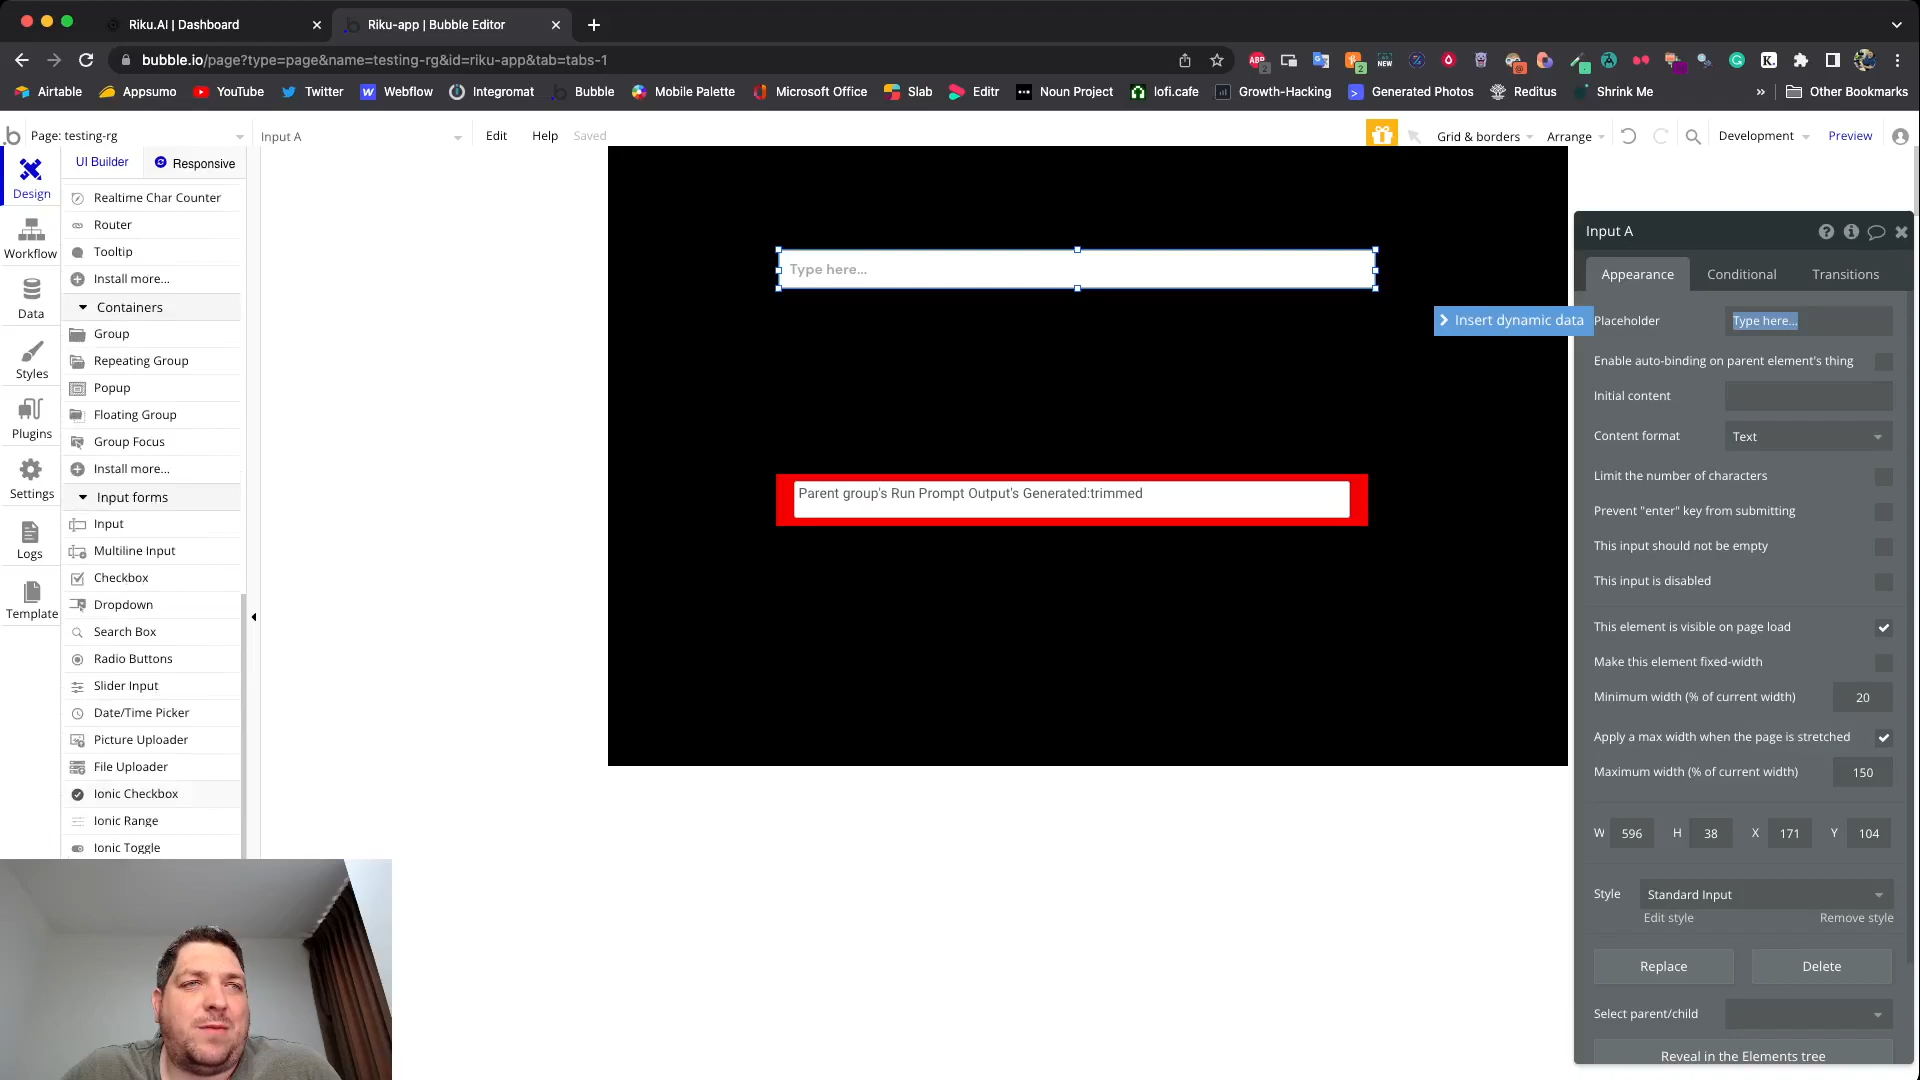 Riku.AI | Dashboard
Riku-app | Bubble Editor
bubble.io/page?type=page&name=testing-rg&id=riku-app&tab=tabs-1
Airtable Appsumo YouTube Twitter Webflow Integromat Bubble Mobile Palette Microsoft Office Slab Editr Noun Project lofi.cafe Growth-Hacking Generated Photos Reditus Shrink Me » Other Bookmarks
Page: testing-rg
Input A
Edit Help Saved
Grid & borders Arrange Development Preview
UI Builder Responsive
Design
Workflow
Data
Styles
Plugins
Settings
Logs
Template
Realtime Char Counter
Router
Tooltip
Install more...
Containers
Group
Repeating Group
Popup
Floating Group
Group Focus
Install more...
Input forms
Input
Multiline Input
Checkbox
Dropdown
Search Box
Radio Buttons
Slider Input
Date/Time Picker
Picture Uploader
File Uploader
Ionic Checkbox
Ionic Range
Ionic Toggle
Type here...
Parent group's Run Prompt Output's Generated:trimmed
Insert dynamic data
Input A
Appearance Conditional Transitions
Placeholder Type here...
Enable auto-binding on parent element's thing
Initial content
Content format Text
Limit the number of characters
Prevent "enter" key from submitting
This input should not be empty
This input is disabled
This element is visible on page load
Make this element fixed-width
Minimum width (% of current width) 20
Apply a max width when the page is stretched
Maximum width (% of current width) 150
W 596 H 38 X 171 Y 104
Style Standard Input
Edit style Remove style
Replace Delete
Select parent/child
Reveal in the Elements tree